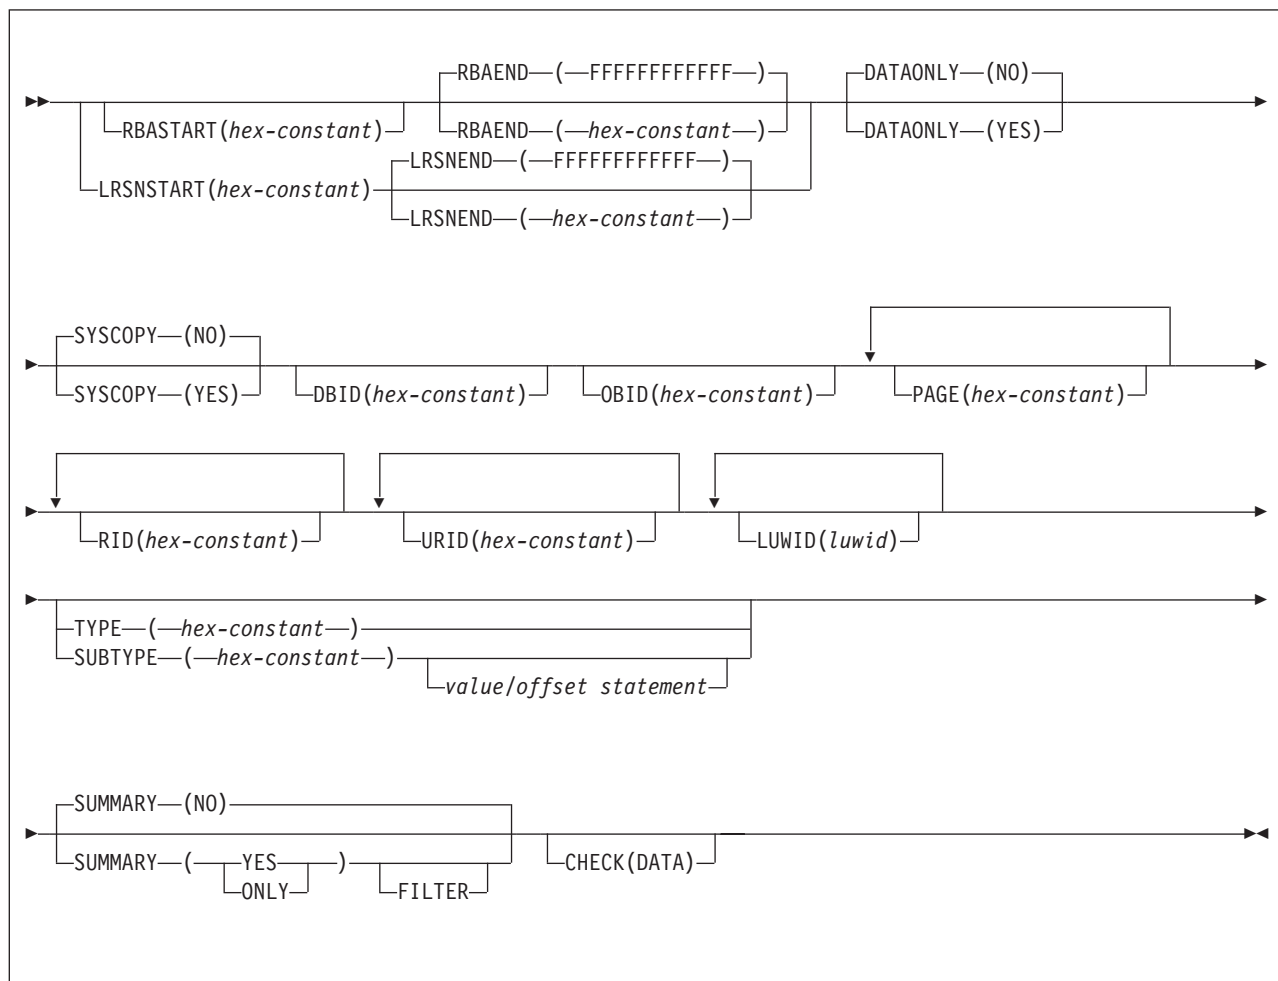 RBAEND ( FFFFFFFFFFFF ) DATAONLY (NO)
RBASTART(hex-constant) RBAEND ( hex-constant ) DATAONLY (YES)
LRSNEND ( FFFFFFFFFFFF )
LRSNSTART(hex-constant)
LRSNEND ( hex-constant )
SYSCOPY (NO)
SYSCOPY (YES) DBID(hex-constant) OBID(hex-constant) PAGE(hex-constant)
RID(hex-constant) URID(hex-constant) LUWID(luwid)
TYPE ( hex-constant )
SUBTYPE ( hex-constant )
value/offset statement
SUMMARY (NO)
SUMMARY ( YES ) CHECK(DATA)
ONLY FILTER